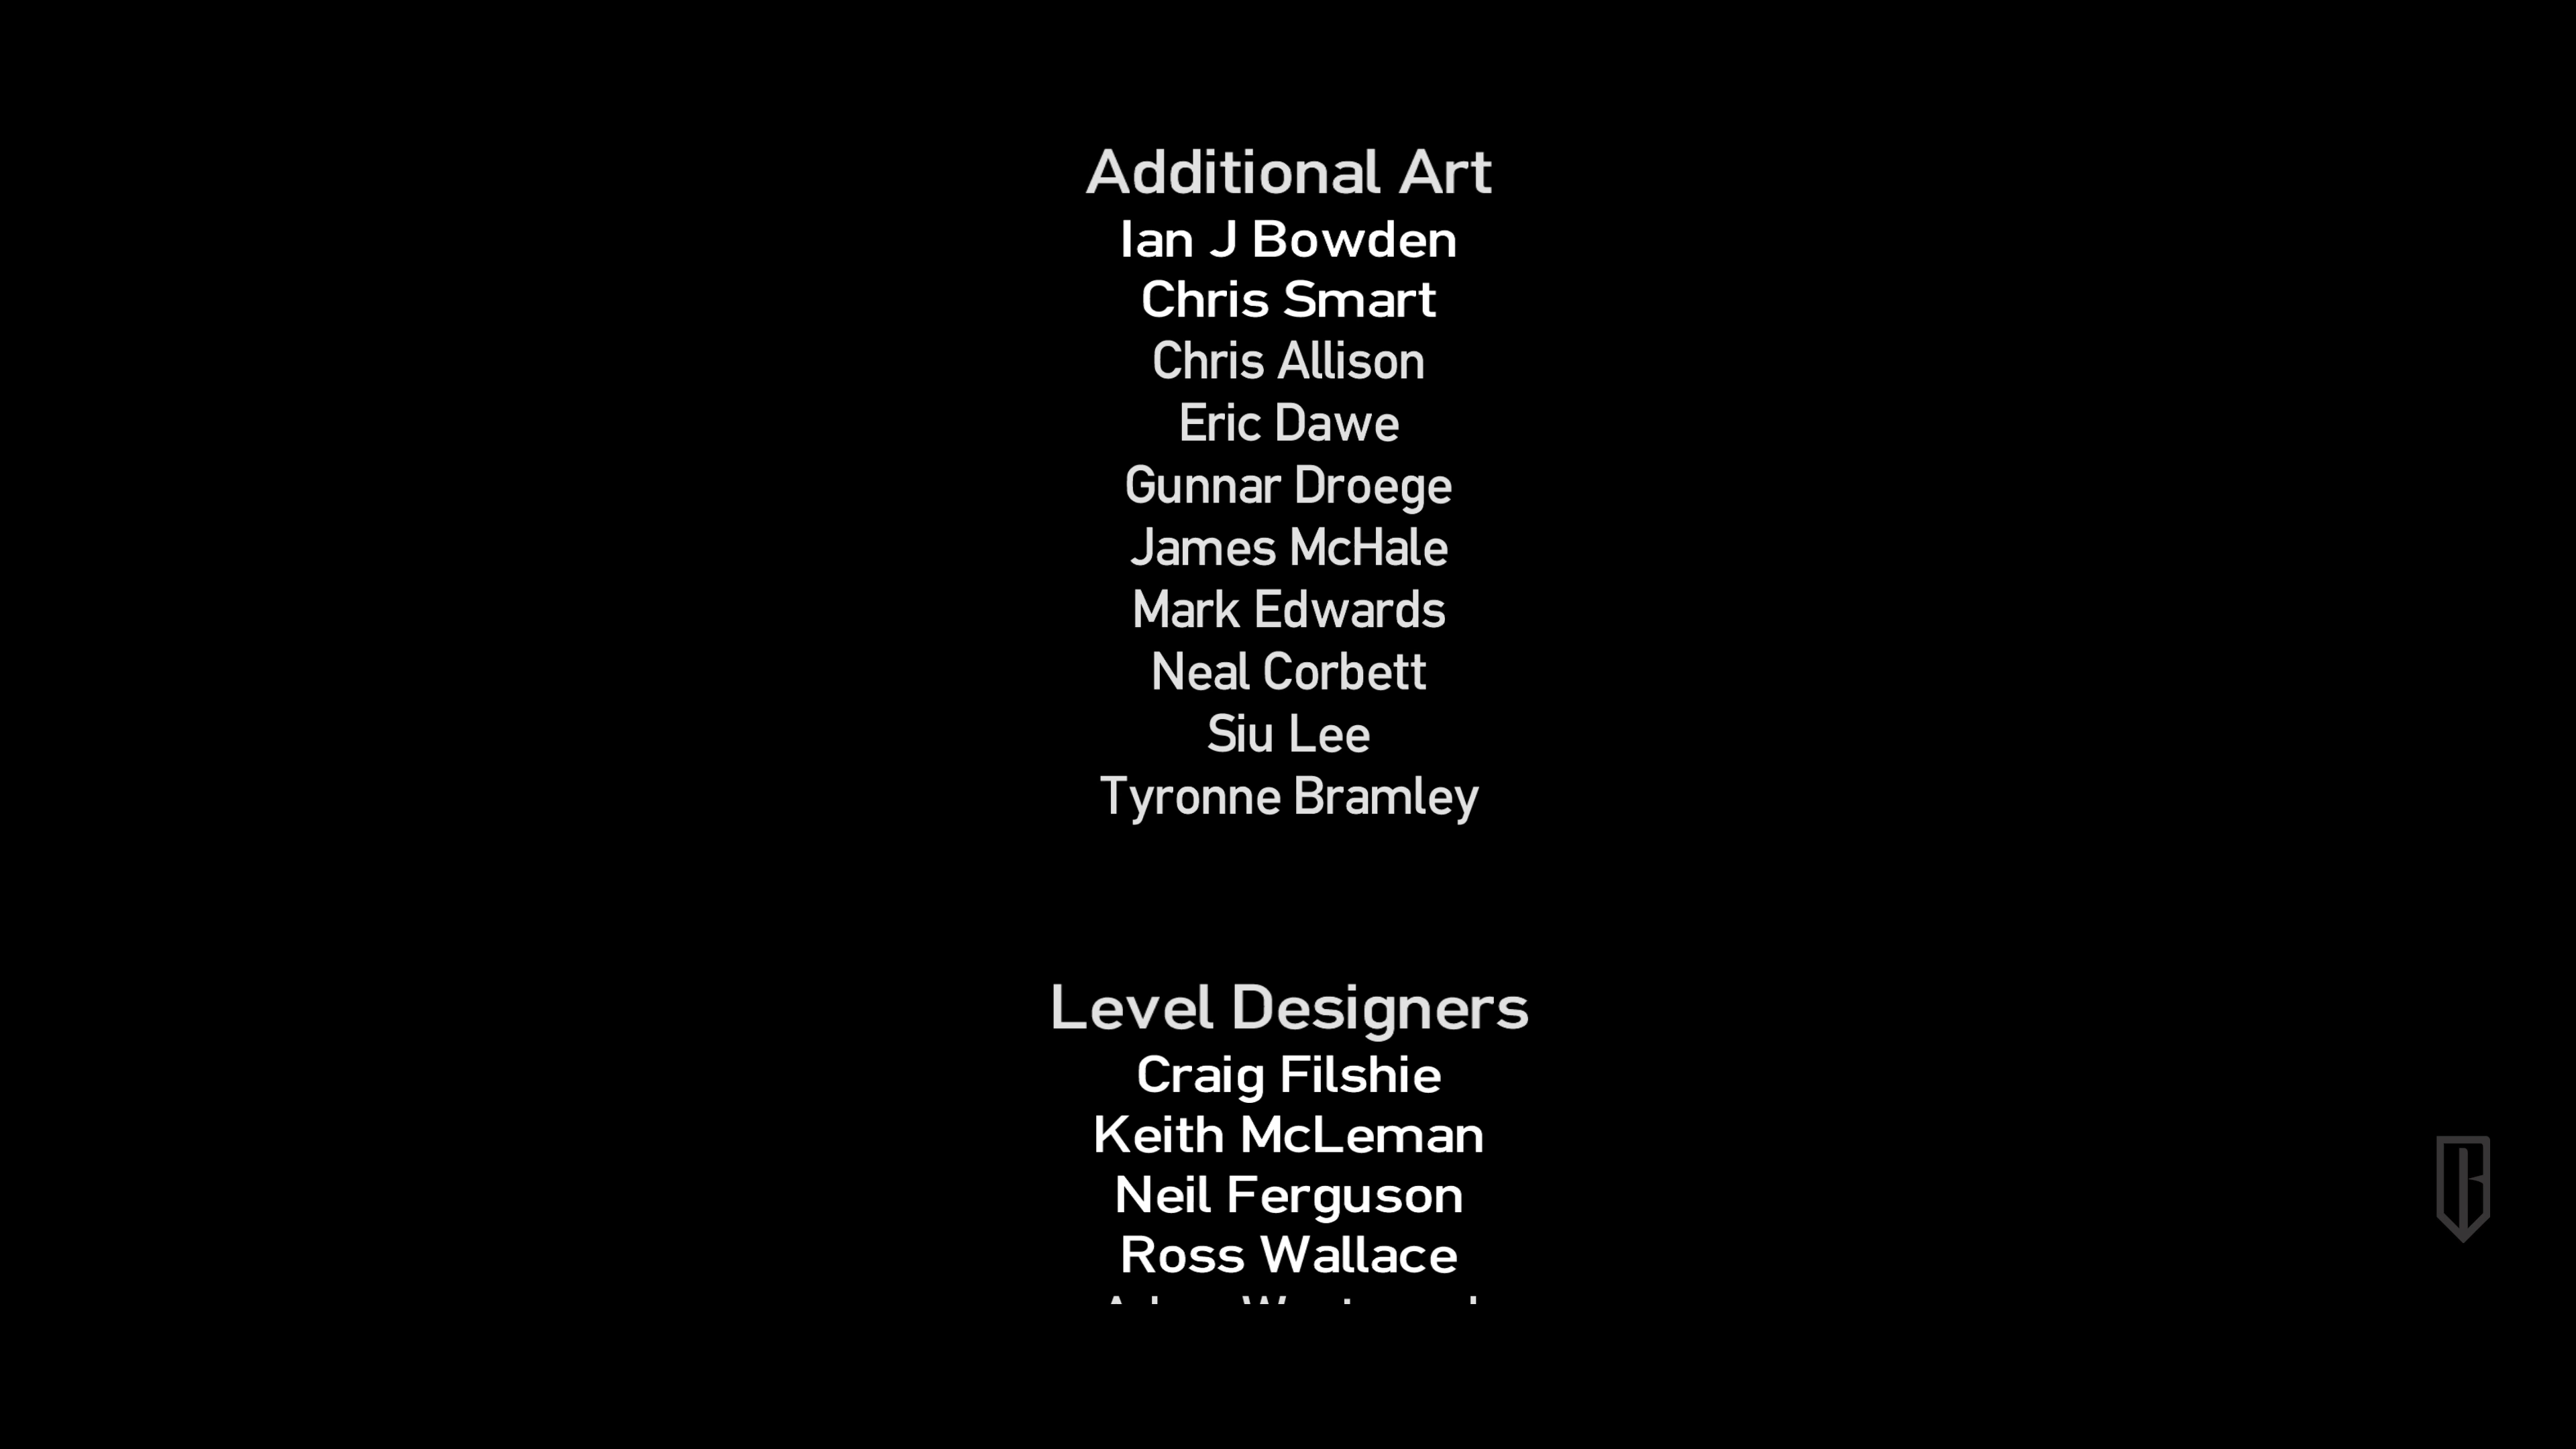 Additional Art
Ian J Bowden
Chris Smart
Chris Allison
Eric Dawe
Gunnar Droege
James McHale
Mark Edwards
Neal Corbett
Siu Lee
Tyronne Bramley
Level Designers
Craig Filshie
Keith McLeman
Neil Ferguson
Ross Wallace